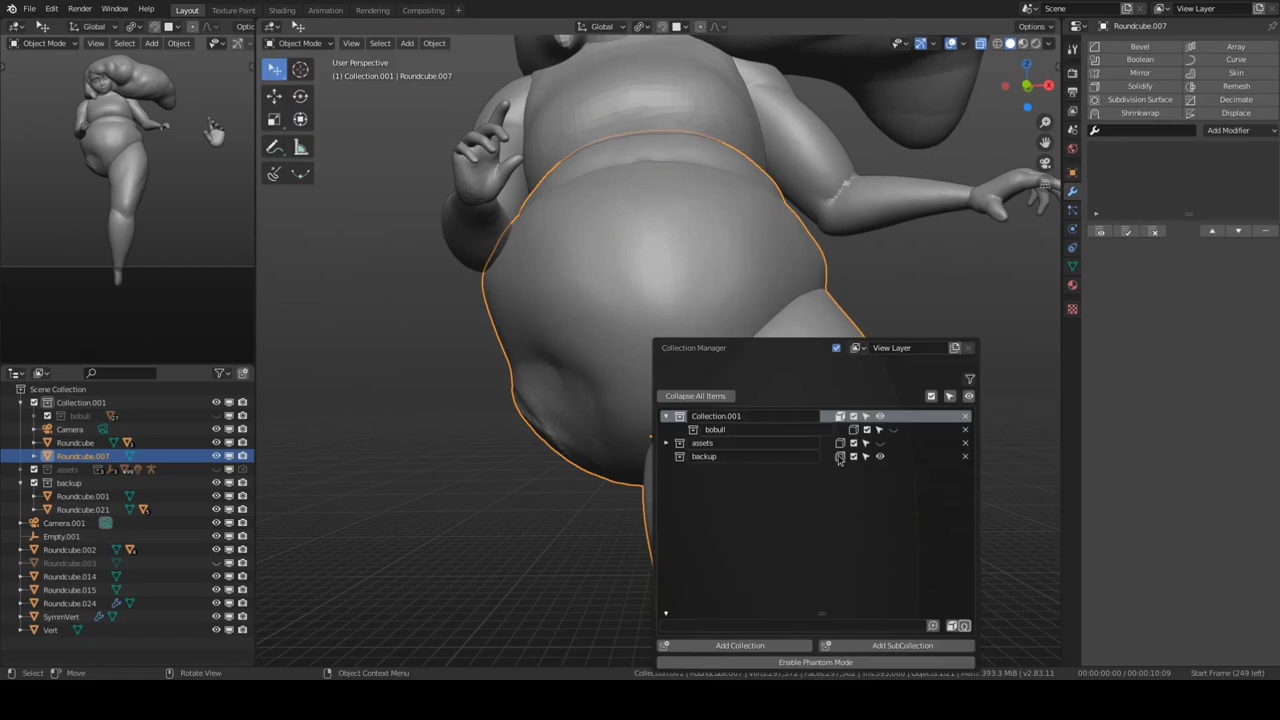 File Edit Render Window Help Layout Texture Paint Shading Animation Rendering Compositing + Scene View Layer
Global Optic Global Options Roundcube.007
Object Mode View Select Add Object Object Mode View Select Add Object
Bevel Array
Boolean Curve
Mirror Skin
Solidify Remesh
Subdivision Surface Decimate
Shrinkwrap Displace
Add Modifier
User Perspective
(1) Collection.001 | Roundcube.007
X
Z
Collection Manager View Layer
Collapse All Items
Collection.001
bobull
assets
backup
Add Collection Add SubCollection
Enable Phantom Mode
Scene Collection
Collection.001
bobull
Camera
Roundcube
Roundcube.007
assets
backup
Roundcube.001
Roundcube.021
Camera.001
Empty.001
Roundcube.002
Roundcube.003
Roundcube.014
Roundcube.015
Roundcube.024
SymmVert
Vert
Select Move Rotate View Object Context Menu Start Frame (249 left)